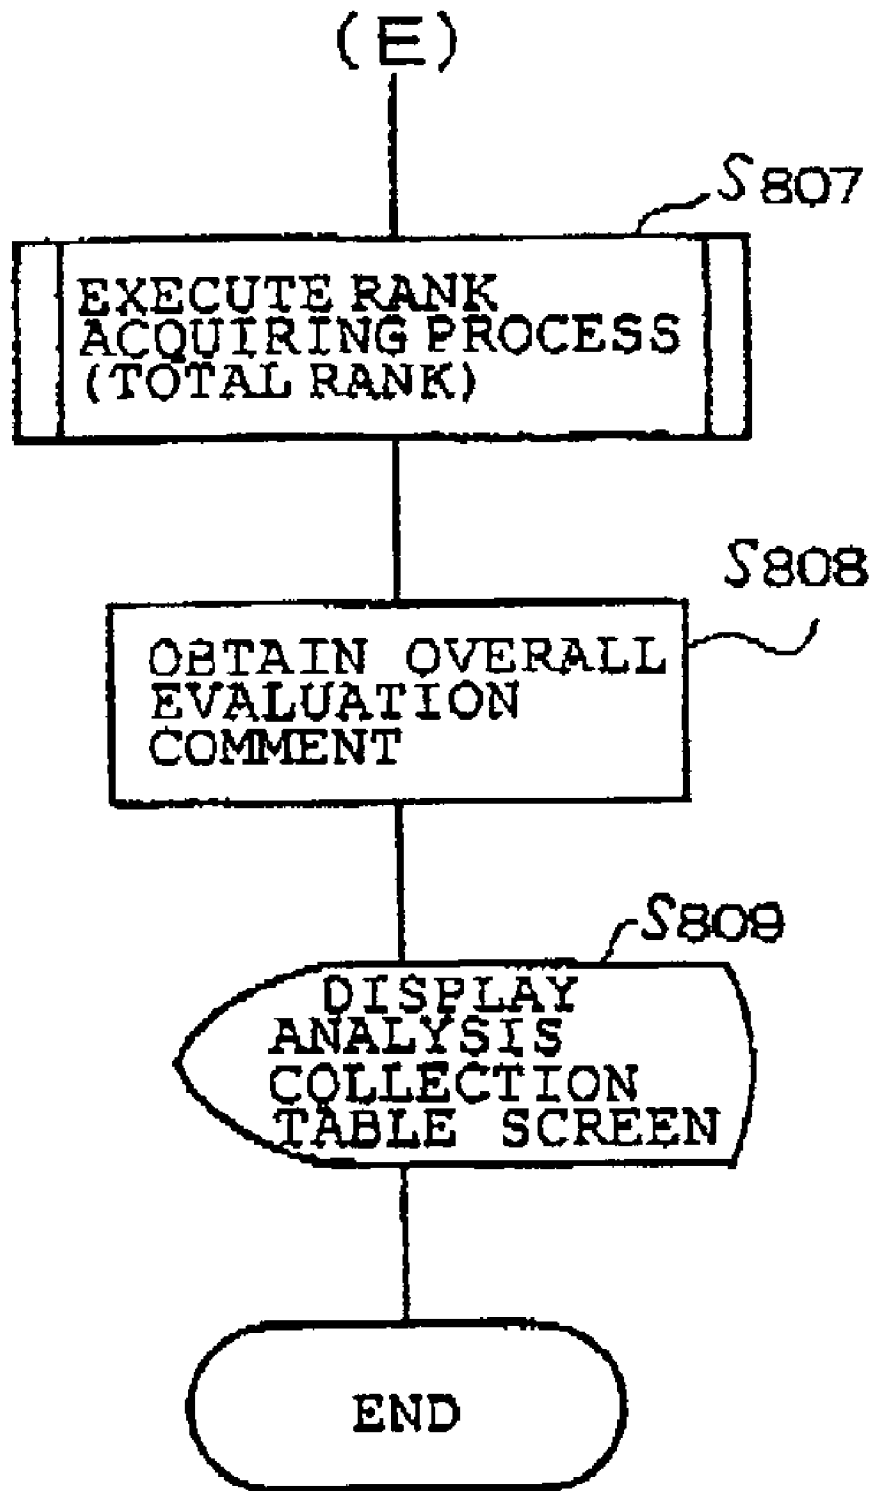 (E)
S807
EXECUTE RANK
ACQUIRING PROCESS
(TOTAL RANK)
S808
OBTAIN OVERALL
EVALUATION
COMMENT
S809
DISPLAY
ANALYSIS
COLLECTION
TABLE SCREEN
END